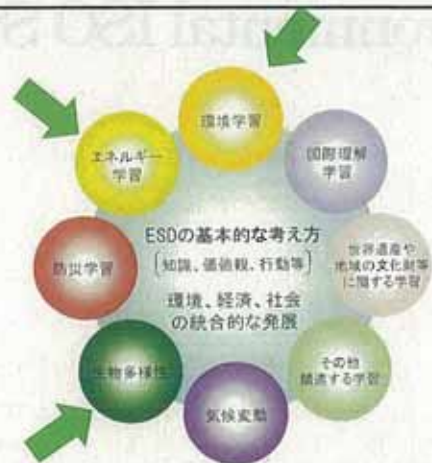 環境学習
国際理解
学習
世界遺産や
地域の文化財等
に関する学習
その他
関連する学習
気候変動
生物多様性
防災学習
エネルギー
学習
ESDの基本的な考え方
[知識、価値観、行動等]
環境、経済、社会
の統合的な発展